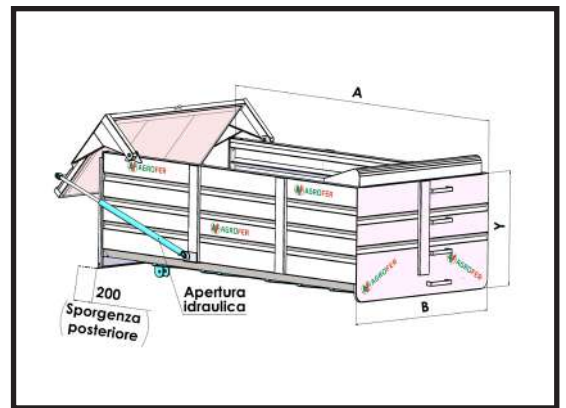 A
AGROFER
AGROFER
AGROFER
Y
AGROFER
AGROFER
B
200
Sporgenza
posteriore
Apertura
idraulica